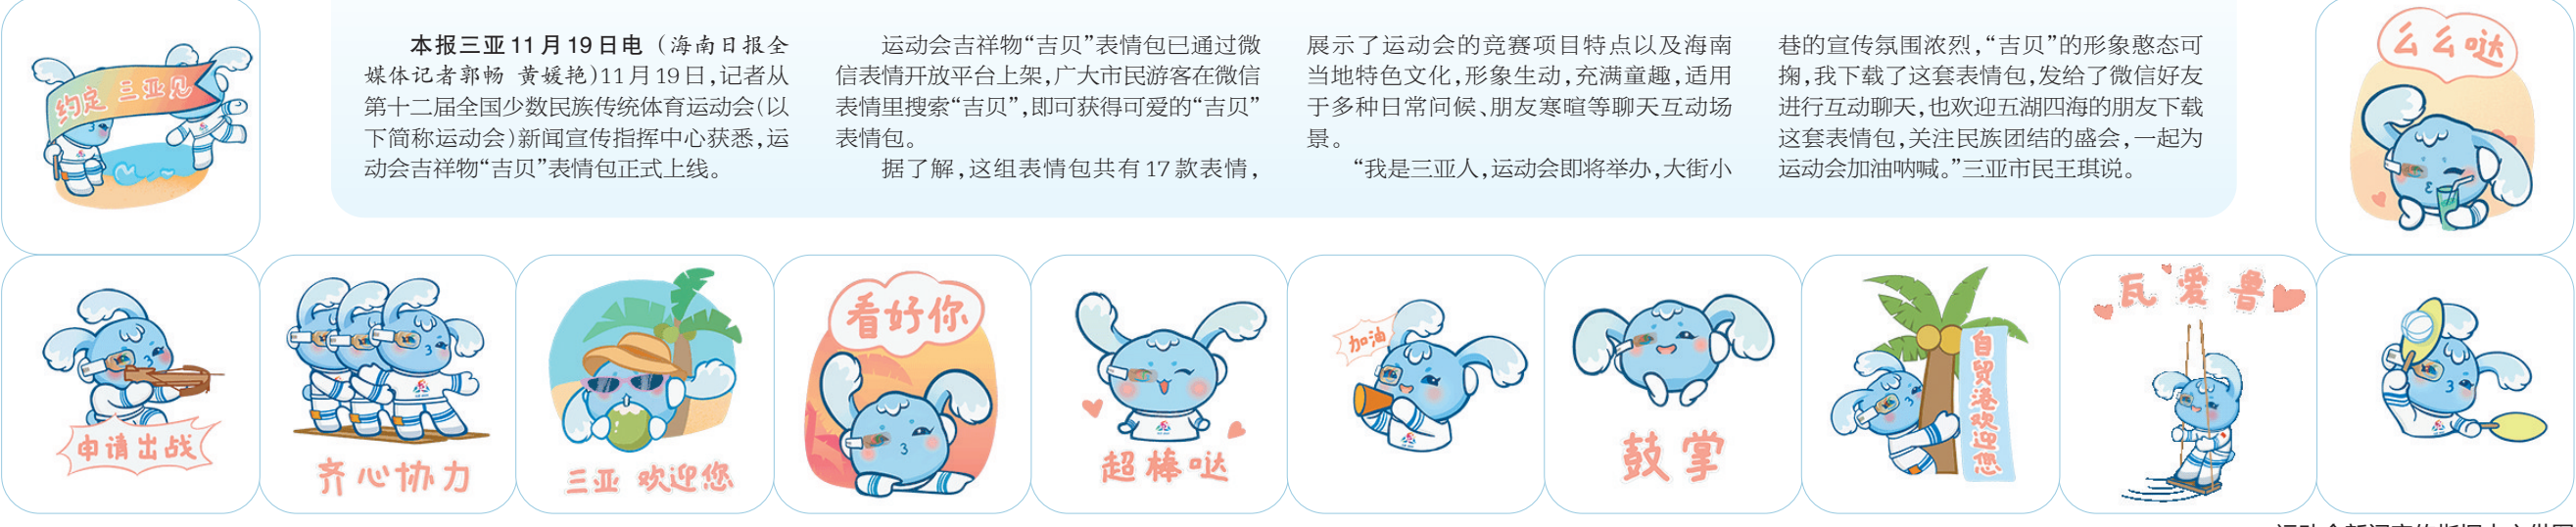 约定 三亚见
本报三亚11月19日电（海南日报全
媒体记者郭畅 黄媛艳）11月19日，记者从
第十二届全国少数民族传统体育运动会（以
下简称运动会）新闻宣传指挥中心获悉，运
动会吉祥物“吉贝”表情包正式上线。
运动会吉祥物“吉贝”表情包已通过微
信表情开放平台上架，广大市民游客在微信
表情里搜索“吉贝”，即可获得可爱的“吉贝”
表情包。
据了解，这组表情包共有17款表情，
展示了运动会的竞赛项目特点以及海南
当地特色文化，形象生动，充满童趣，适用
于多种日常问候、朋友寒暄等聊天互动场
景。
“我是三亚人，运动会即将举办，大街小
巷的宣传氛围浓烈，“吉贝”的形象憨态可
掬，我下载了这套表情包，发给了微信好友
进行互动聊天，也欢迎五湖四海的朋友下载
这套表情包，关注民族团结的盛会，一起为
运动会加油呐喊。”三亚市民王琪说。
么么哒
申请出战
齐心协力
三亚 欢迎您
看好你
超棒哒
加油
鼓掌
自贸港欢迎您
瓦爱兽